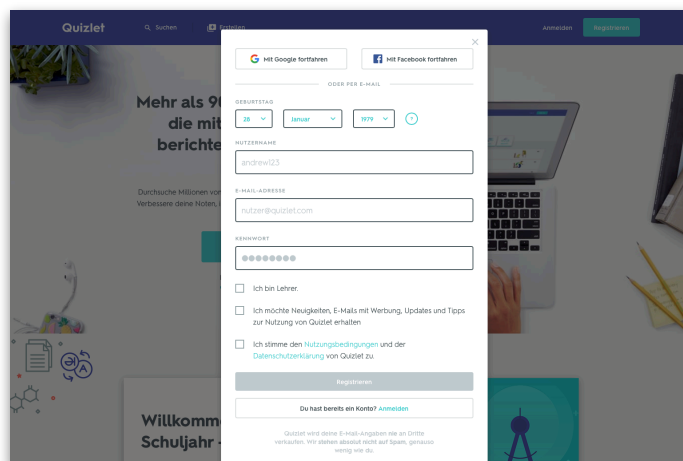 Quizlet
Suchen
Erstellen
Anmelden
Registrieren
Mit Google fortfahren
Mit Facebook fortfahren
ODER PER E-MAIL
GEBURTSTAG
28
Januar
1979
?
NUTZERNAME
andrew123
E-MAIL-ADRESSE
nutzer@quizlet.com
KENNWORT
Ich bin Lehrer.
Ich möchte Neuigkeiten, E-Mails mit Werbung, Updates und Tipps
zur Nutzung von Quizlet erhalten
Ich stimme den Nutzungsbedingungen und der
Datenschutzerklärung von Quizlet zu.
Registrieren
Du hast bereits ein Konto? Anmelden
Quizlet wird deine E-Mail-Angaben nie an Dritte
verkaufen. Wir stehen absolut nicht auf Spam, genauso
wenig wie du.
Mehr als 9
die mit
berichte
Durchsuche Millionen von
Verbessere deine Noten,
Willkomm
Schuljahr -